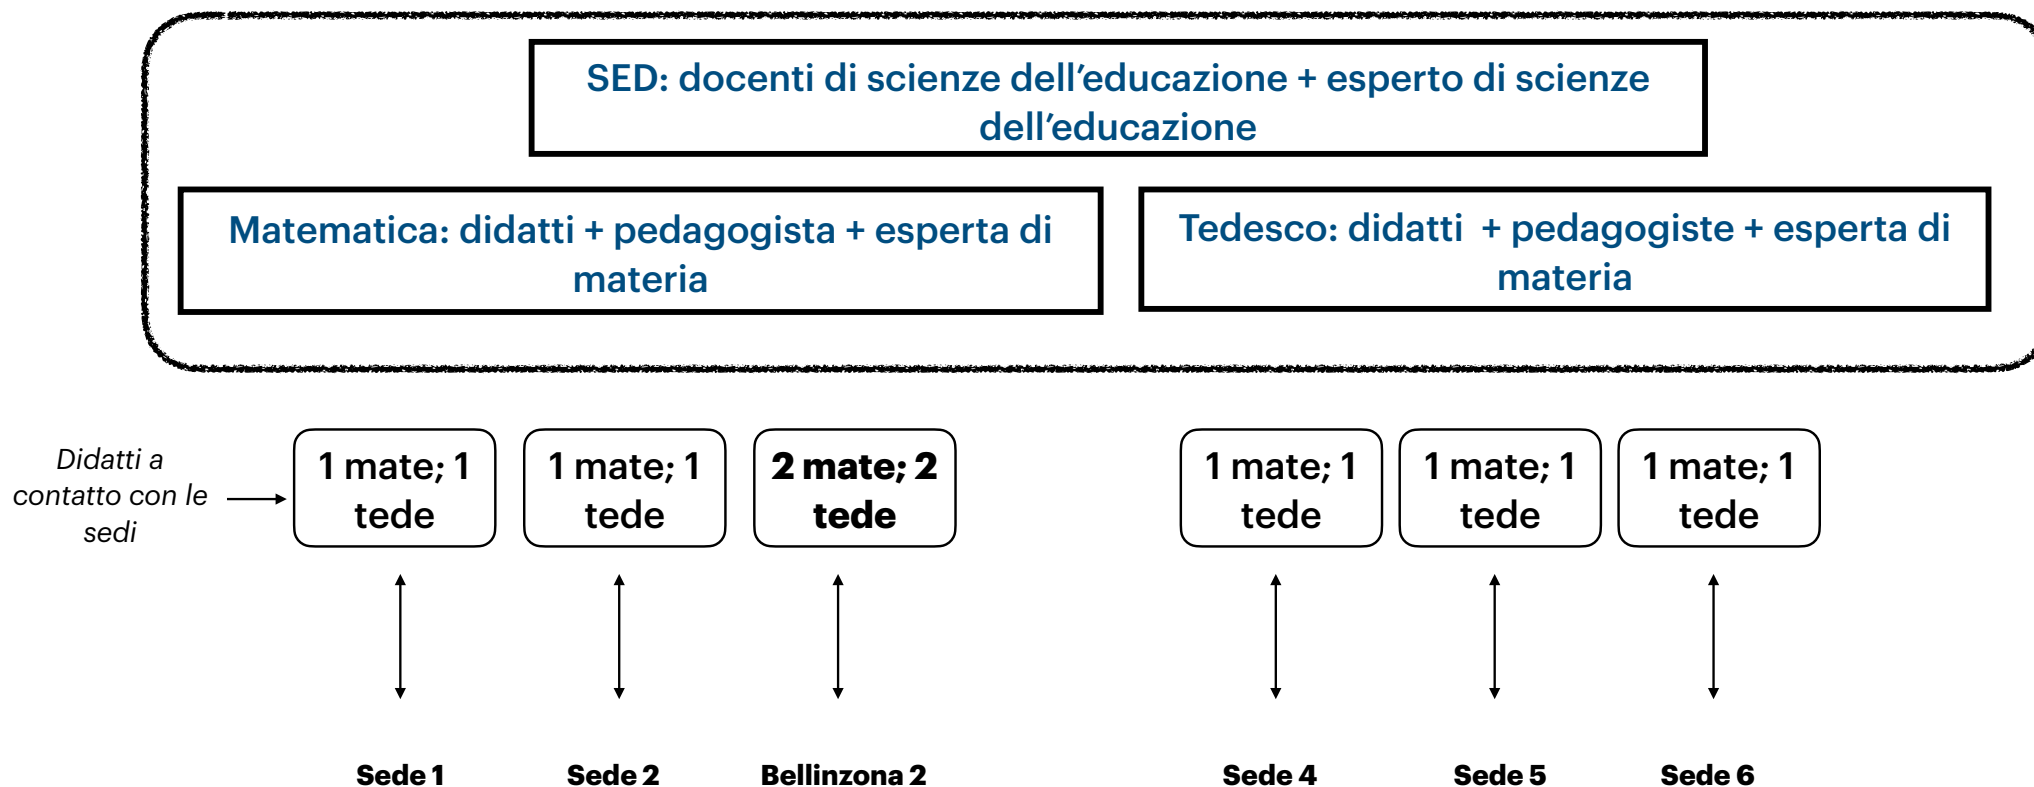 SED: docenti di scienze dell’educazione + esperto di scienze
dell’educazione
Matematica: didatti + pedagogista + esperta di
materia
Tedesco: didatti + pedagogiste + esperta di
materia
Didatti a
contatto con le
sedi
1 mate; 1
tede
1 mate; 1
tede
2 mate; 2
tede
1 mate; 1
tede
1 mate; 1
tede
1 mate; 1
tede
Sede 1
Sede 2
Bellinzona 2
Sede 4
Sede 5
Sede 6